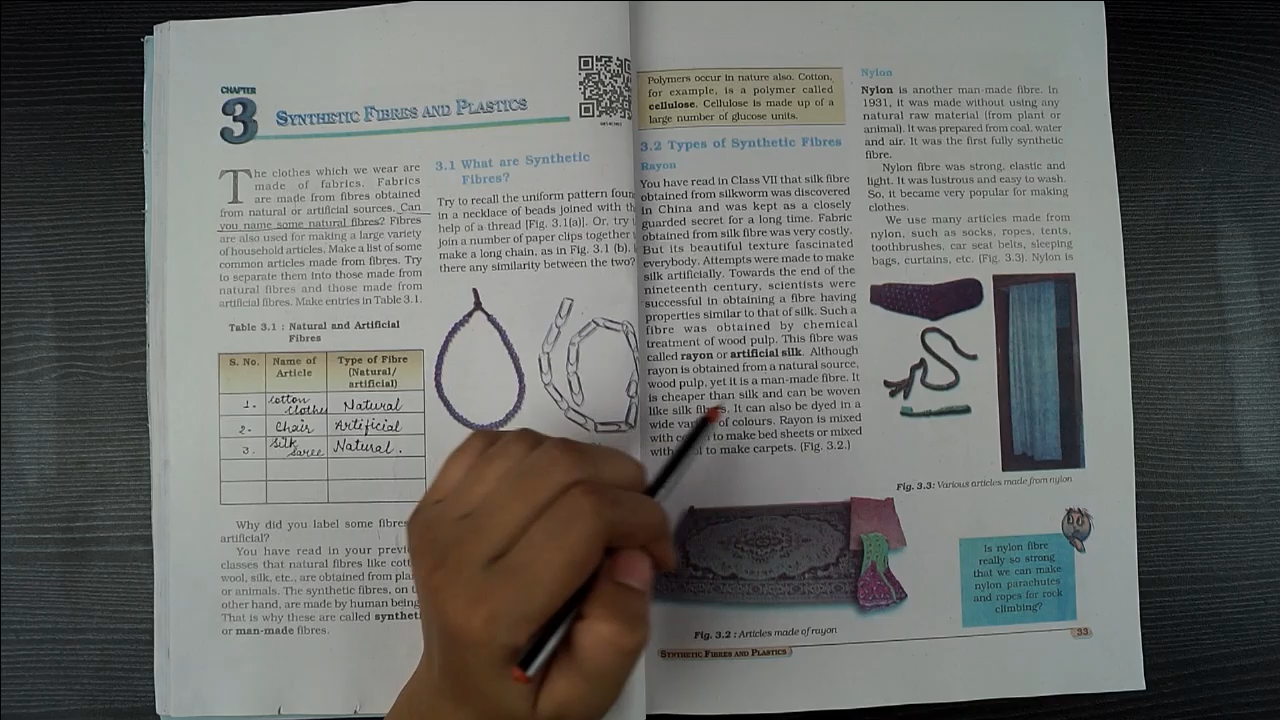 CHAPTER
3
SYNTHETIC FIBRES AND PLASTICS
The clothes which we wear are
made of fabrics. Fabrics
are made from fibres obtained
from natural or artificial sources. Can
you name some natural fibres? Fibres
are also used for making a large variety
of household articles. Make a list of some
common articles made from fibres. Try
to separate them into those made from
natural fibres and those made from
artificial fibres. Make entries in Table 3.1.
Table 3.1 : Natural and Artificial
Fibres
S. No. Name of Article Type of Fibre (Natural/ artificial)
1. Cotton clothes Natural
2. Chair Artificial
3. Silk saree Natural.
Why did you label some fibres
artificial?
You have read in your
classes that natural fibres like
wool, silk, etc., are obtained from
or animals. The synthetic fibres, on
other hand, are made by human
That is why these are called
or man-made fibres.
3.1 What are Synthetic
Fibres?
Try to recall the uniform pattern
in a necklace of beads joined with
help of a thread [Fig. 3.1(a)]. Or, try
join a number of paper clips together
make a long chain, as in Fig. 3.1 (b).
there any similarity between the two?
Polymers occur in nature also. Cotton,
for example, is a polymer called
cellulose. Cellulose is made up of a
large number of glucose units.
3.2 Types of Synthetic Fibres
Rayon
You have read in Class VII that silk fibre
obtained from silkworm was discovered
in China and was kept as a closely
guarded secret for a long time. Fabric
obtained from silk fibre was very costly.
But its beautiful texture fascinated
everybody. Attempts were made to make
silk artificially. Towards the end of the
nineteenth century, scientists were
successful in obtaining a fibre having
properties similar to that of silk. Such a
fibre was obtained by chemical
treatment of wood pulp. This fibre was
called rayon or artificial silk. Although
rayon is obtained from a natural source,
wood pulp, yet it is a man-made fibre. It
is cheaper than silk and can be woven
like silk It can also be dyed in a
wide of colours. Rayon is mixed
with to make bed sheets or mixed
with to make carpets. (Fig. 3.2.)
Fig. 3.2 : Articles made of rayon
SYNTHETIC FIBRES AND PLASTICS
Nylon
Nylon is another man-made fibre. In
1931, it was made without using any
natural raw material (from plant or
animal). It was prepared from coal, water
and air. It was the first fully synthetic
fibre.
Nylon fibre was strong, elastic and
light. It was lustrous and easy to wash.
So, it became very popular for making
clothes.
We use many articles made from
nylon, such as socks, ropes, tents,
toothbrushes, car seat belts, sleeping
bags, curtains, etc. (Fig. 3.3). Nylon is
Fig. 3.3: Various articles made from nylon
Is nylon fibre
really so strong
that we can make
nylon parachutes
and ropes for rock
climbing?
33